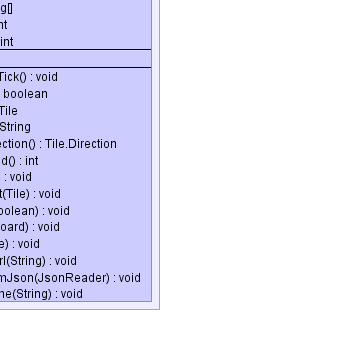 g[]
nt
int
Tick() : void
boolean
Tile
String
ction() : Tile.Direction
d() : int
) : void
t(Tile) : void
oolean) : void
oard) : void
e) : void
rl(String) : void
mJson(JsonReader) : void
ne(String) : void